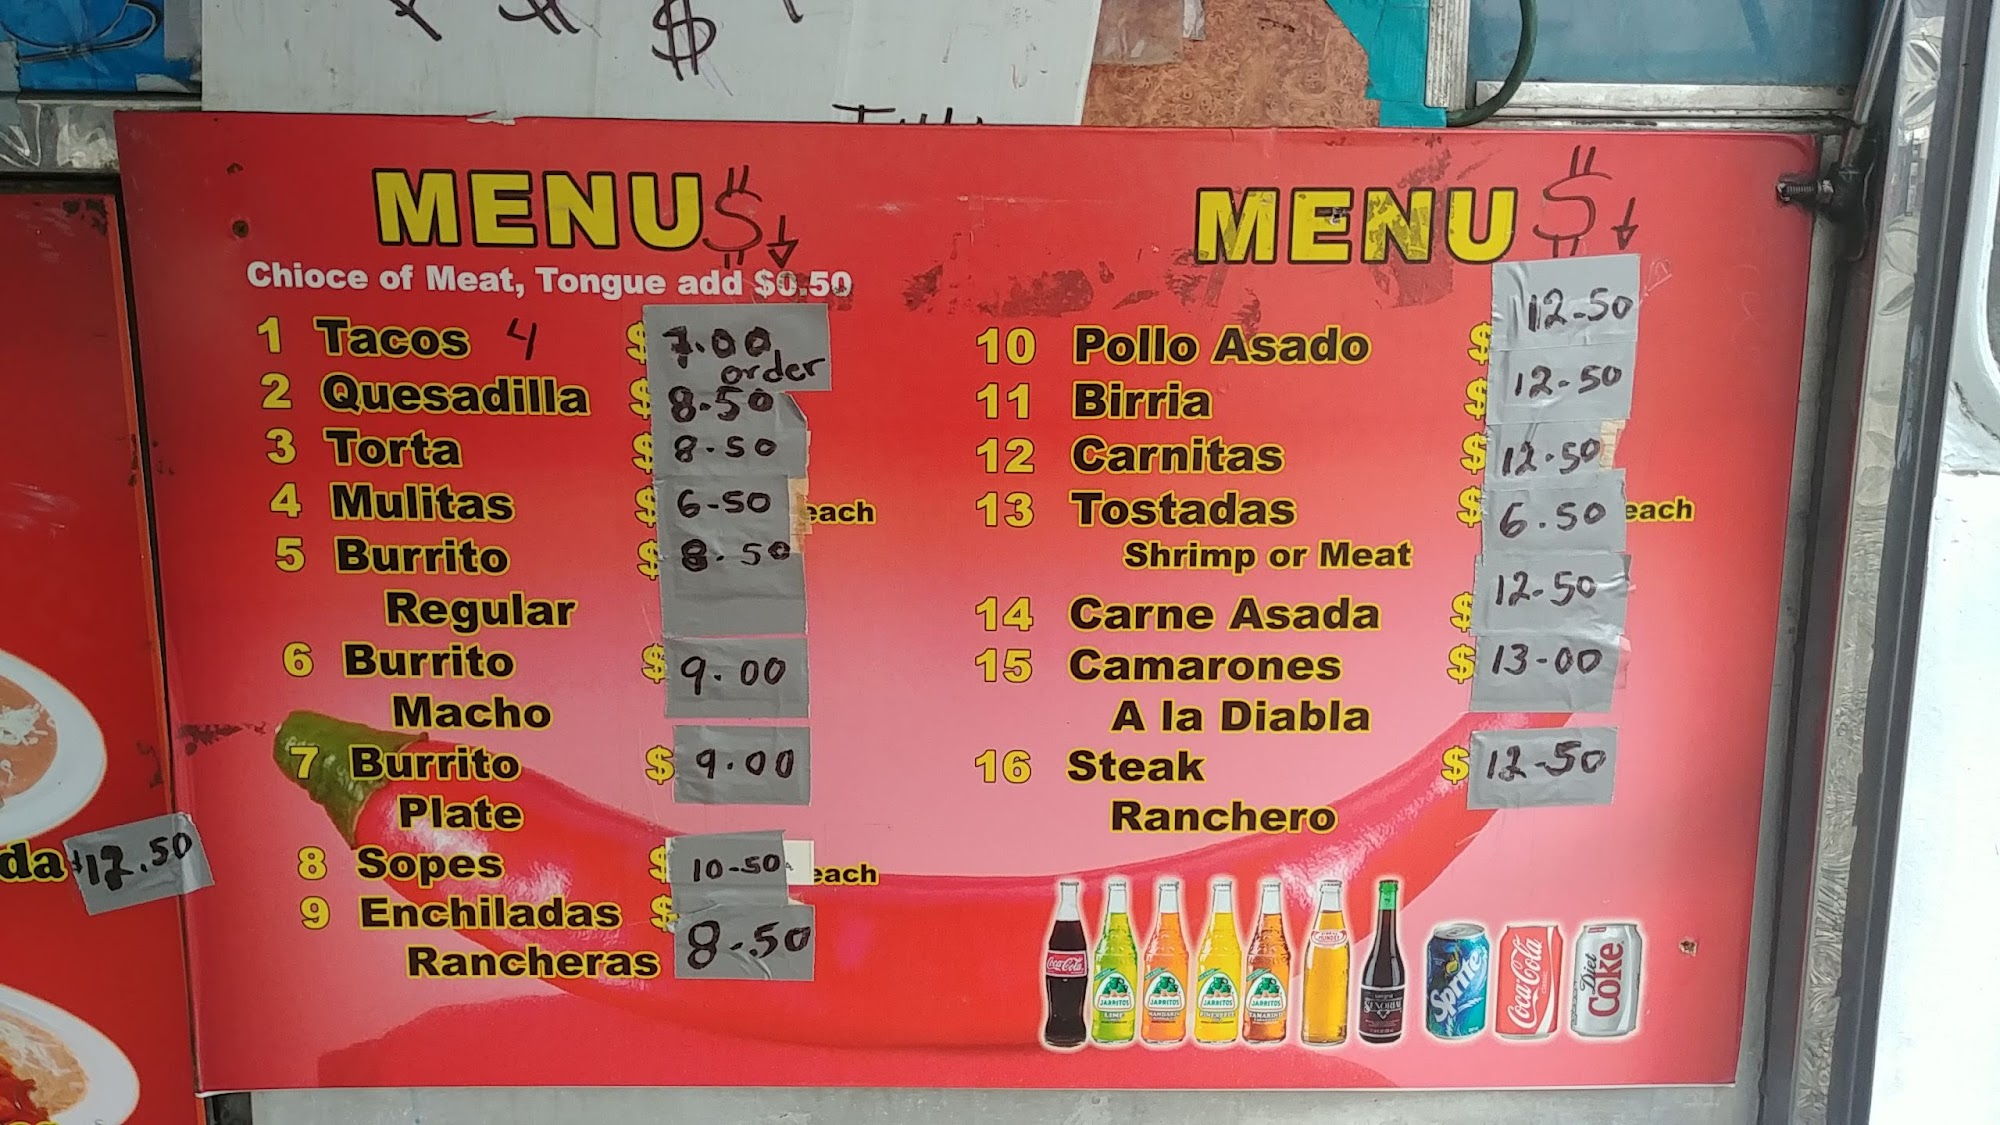 MENU $
Chioce of Meat, Tongue add $0.50
1 Tacos 4 $ 7.00 order
2 Quesadilla $ 8.50
3 Torta $ 8.50
4 Mulitas $ 6-50 each
5 Burrito $ 8.50
Regular
6 Burrito $ 9.00
Macho
7 Burrito $ 9.00
Plate
8 Sopes $ 10-50 each
9 Enchiladas $ 8.50
Rancheras
MENU $
10 Pollo Asado $ 12-50
11 Birria $ 12-50
12 Carnitas $ 12.50
13 Tostadas $ 6.50 each
Shrimp or Meat
14 Carne Asada $ 12-50
15 Camarones $ 13-00
A la Diabla
16 Steak $ 12-50
Ranchero
da $12.50
$
Coca-Cola
JARRITOS
LIME
JARRITOS
MANDARIN
JARRITOS
PINEAPPLE
JARRITOS
TAMARIND
Sprite
Coca-Cola
Diet
Coke